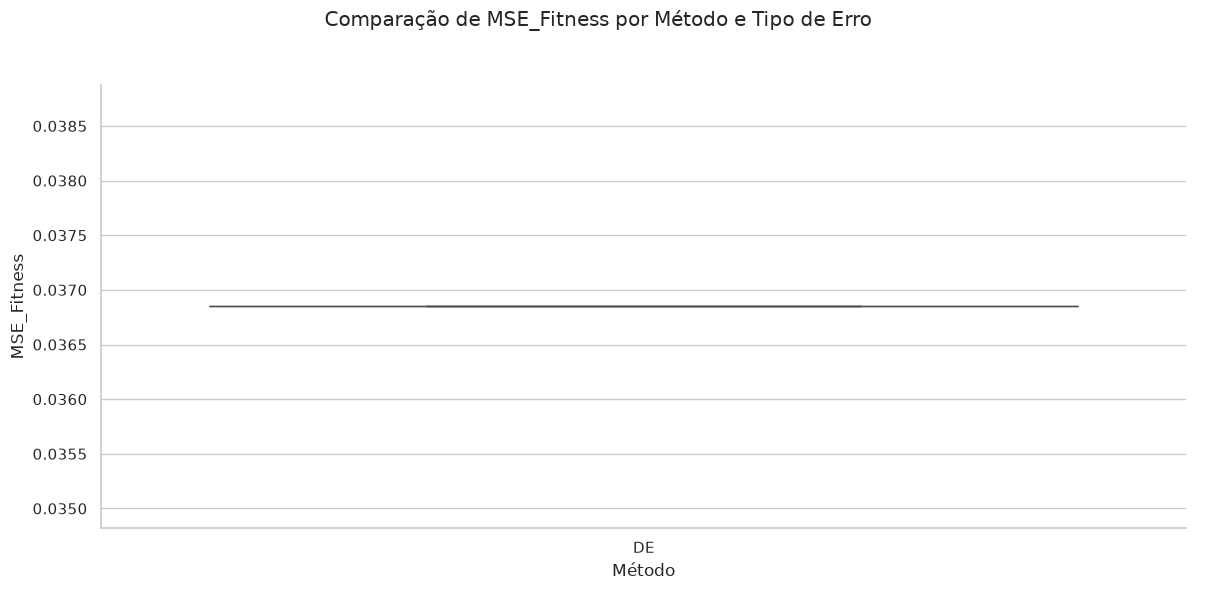 Comparação de MSE_Fitness por Método e Tipo de Erro
MSE_Fitness
0.0385
0.0380
0.0375
0.0370
0.0365
0.0360
0.0355
0.0350
DE
Método